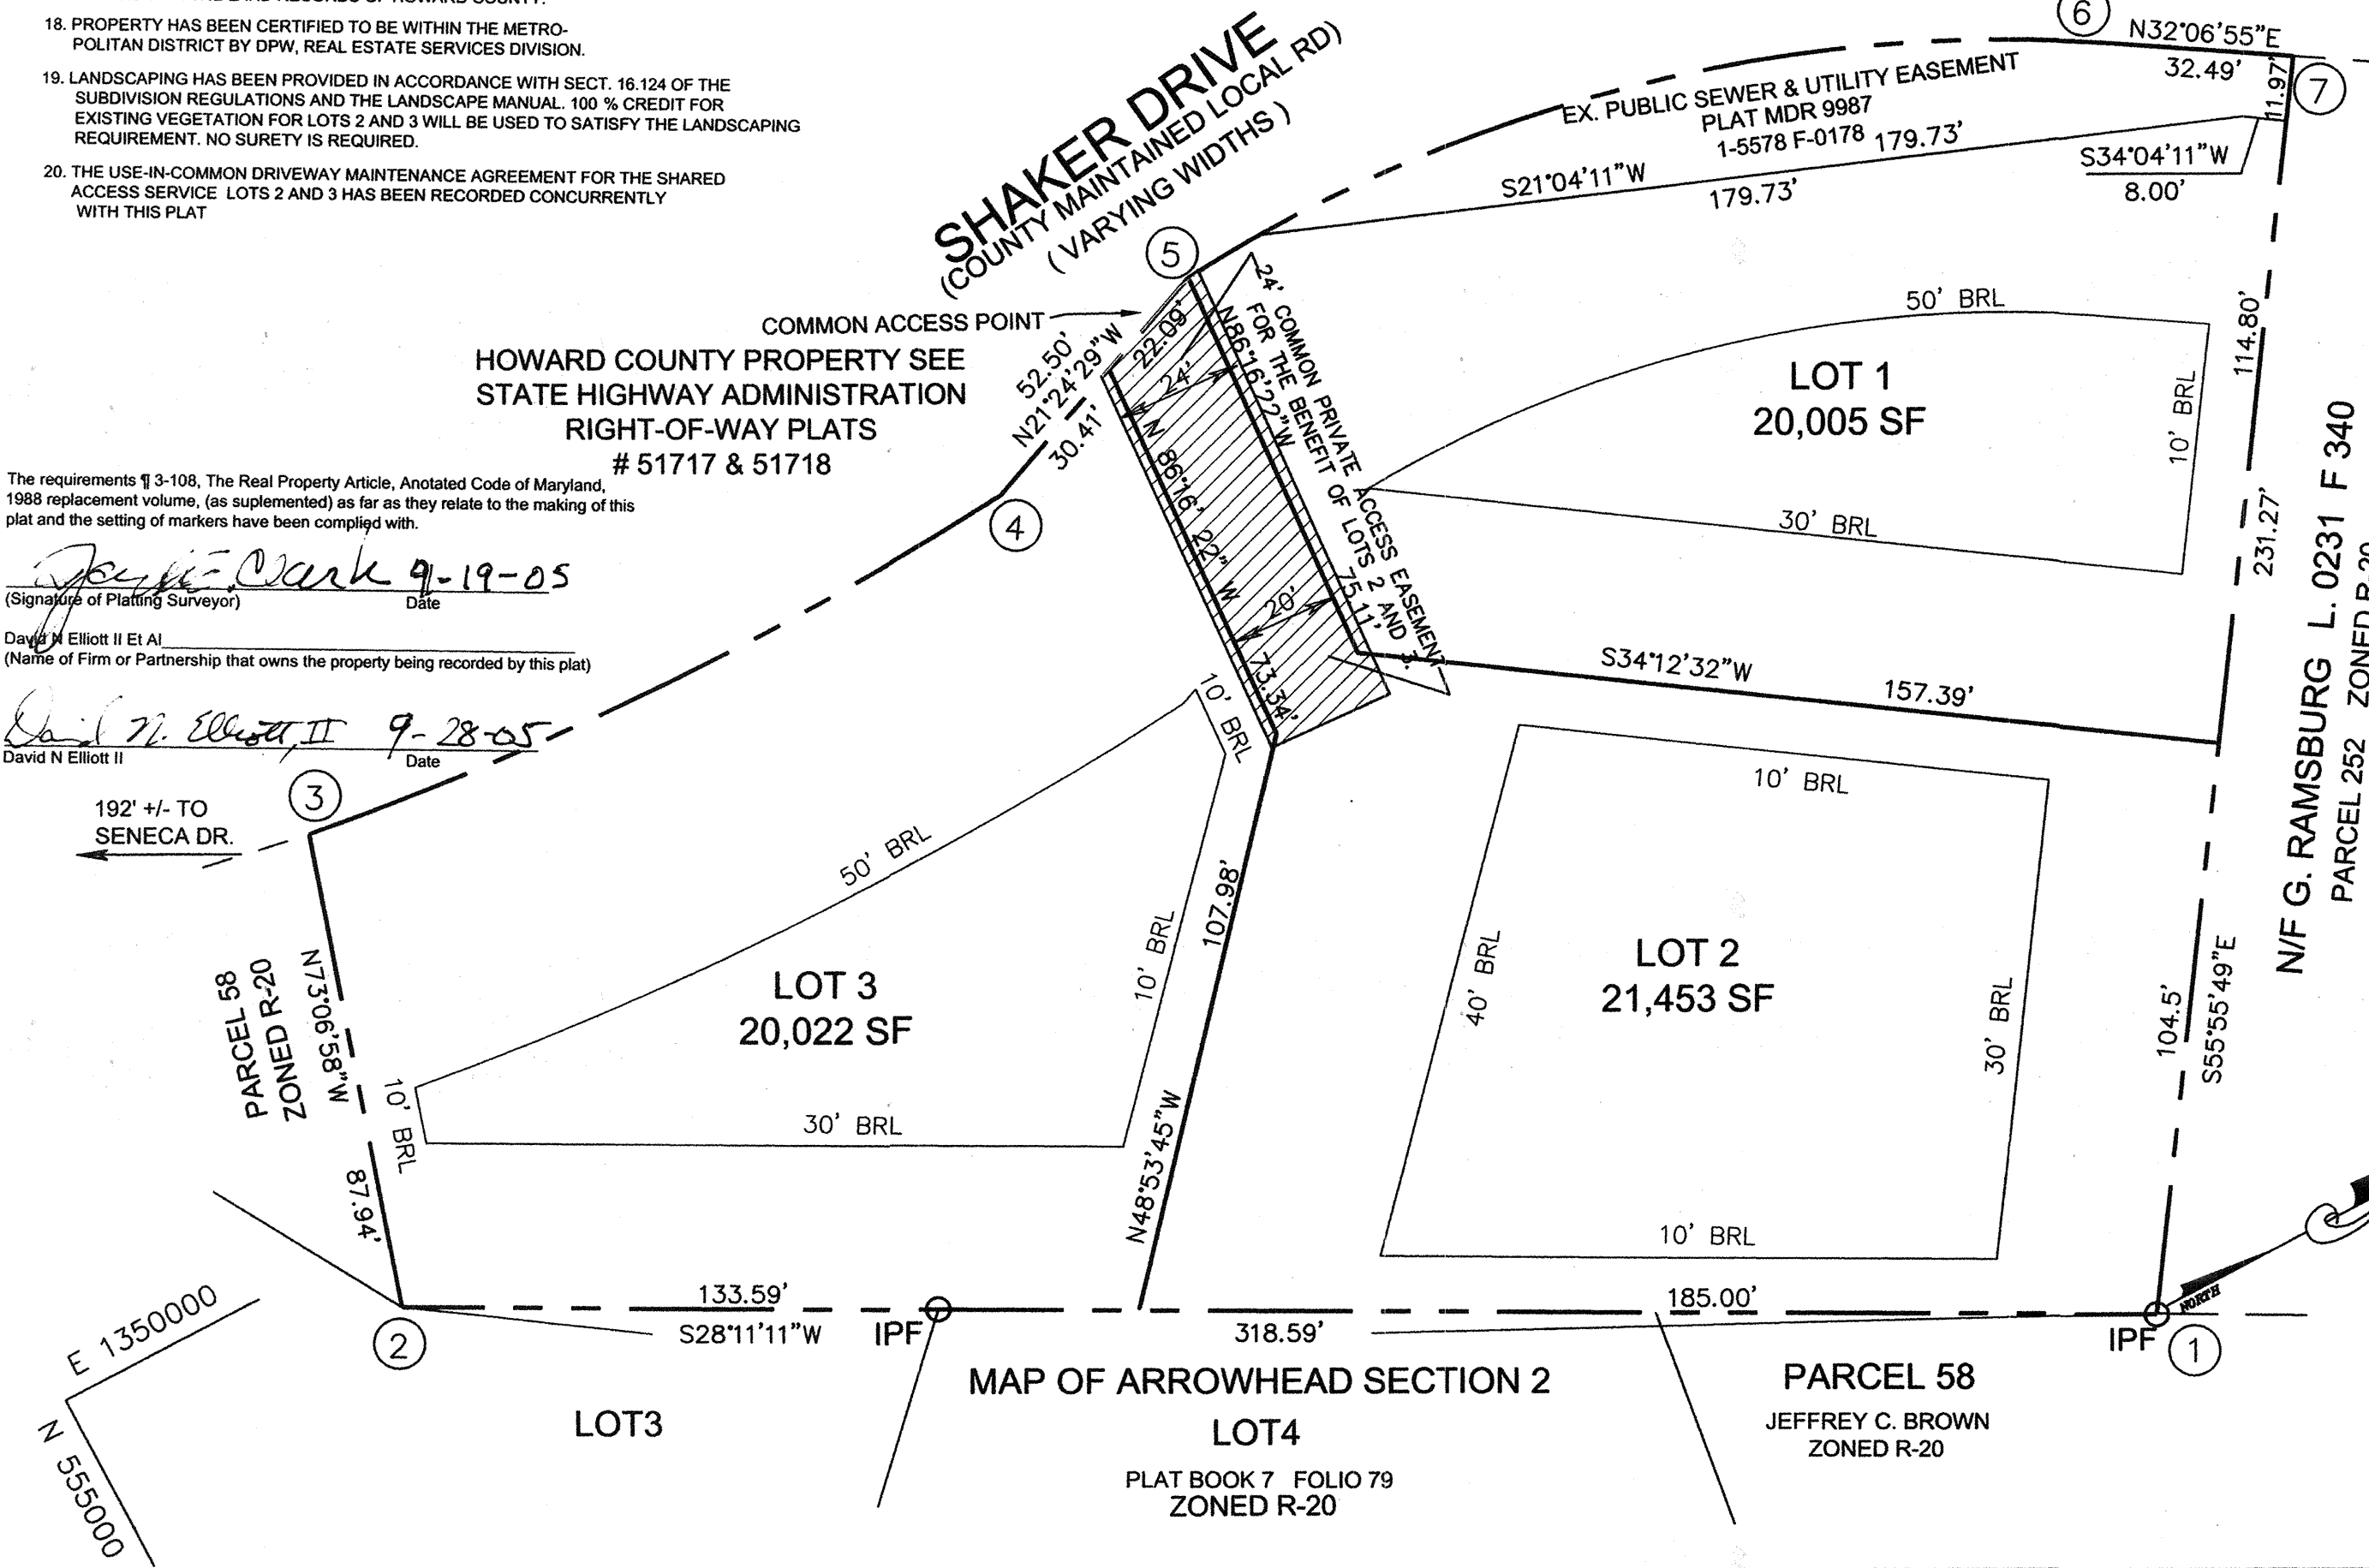 18. PROPERTY HAS BEEN CERTIFIED TO BE WITHIN THE METRO-
POLITAN DISTRICT BY DPW, REAL ESTATE SERVICES DIVISION.
19. LANDSCAPING HAS BEEN PROVIDED IN ACCORDANCE WITH SECT. 16.124 OF THE
SUBDIVISION REGULATIONS AND THE LANDSCAPE MANUAL. 100 % CREDIT FOR
EXISTING VEGETATION FOR LOTS 2 AND 3 WILL BE USED TO SATISFY THE LANDSCAPING
REQUIREMENT. NO SURETY IS REQUIRED.
20. THE USE-IN-COMMON DRIVEWAY MAINTENANCE AGREEMENT FOR THE SHARED
ACCESS SERVICE LOTS 2 AND 3 HAS BEEN RECORDED CONCURRENTLY
WITH THIS PLAT
SHAKER DRIVE
(COUNTY MAINTAINED LOCAL RD)
( VARYING WIDTHS )
6
N32°06'55"E
32.49'
11.97'
7
EX. PUBLIC SEWER & UTILITY EASEMENT
PLAT MDR 9987
1-5578 F-0178 179.73'
S21°04'11"W
179.73'
S34°04'11"W
8.00'
5
COMMON ACCESS POINT
52.50'
N21°24'29"W
30.41'
22.09'
24'
N86°16'22"W
24' COMMON PRIVATE ACCESS EASEMENT
FOR THE BENEFIT OF LOTS 2 AND 3.
75.11'
N 86°16' 22" W
20'
73.34'
HOWARD COUNTY PROPERTY SEE
STATE HIGHWAY ADMINISTRATION
RIGHT-OF-WAY PLATS
# 51717 & 51718
4
50' BRL
LOT 1
20,005 SF
10' BRL
30' BRL
114.80'
231.27'
N/F G. RAMSBURG L. 0231 F 340
PARCEL 252 ZONED R-20
The requirements ¶ 3-108, The Real Property Article, Anotated Code of Maryland,
1988 replacement volume, (as suplemented) as far as they relate to the making of this
plat and the setting of markers have been complied with.
Clark 9-19-05
(Signature of Platting Surveyor) Date
David N Elliott II Et Al
(Name of Firm or Partnership that owns the property being recorded by this plat)
David N. Elliott, II 9-28-05
David N Elliott II Date
192' +/- TO
SENECA DR.
3
S34°12'32"W
157.39'
10' BRL
10' BRL
50' BRL
107.98'
10' BRL
N48°53'45"W
LOT 3
20,022 SF
30' BRL
10' BRL
PARCEL 58
ZONED R-20
N73°06'58"W
87.94'
10' BRL
40' BRL
LOT 2
21,453 SF
30' BRL
10' BRL
104.5'
S55°55'49"E
NORTH
E 1350000
N 555000
2
133.59'
S28°11'11"W
IPF
318.59'
185.00'
IPF
1
LOT3
MAP OF ARROWHEAD SECTION 2
LOT4
PLAT BOOK 7 FOLIO 79
ZONED R-20
PARCEL 58
JEFFREY C. BROWN
ZONED R-20